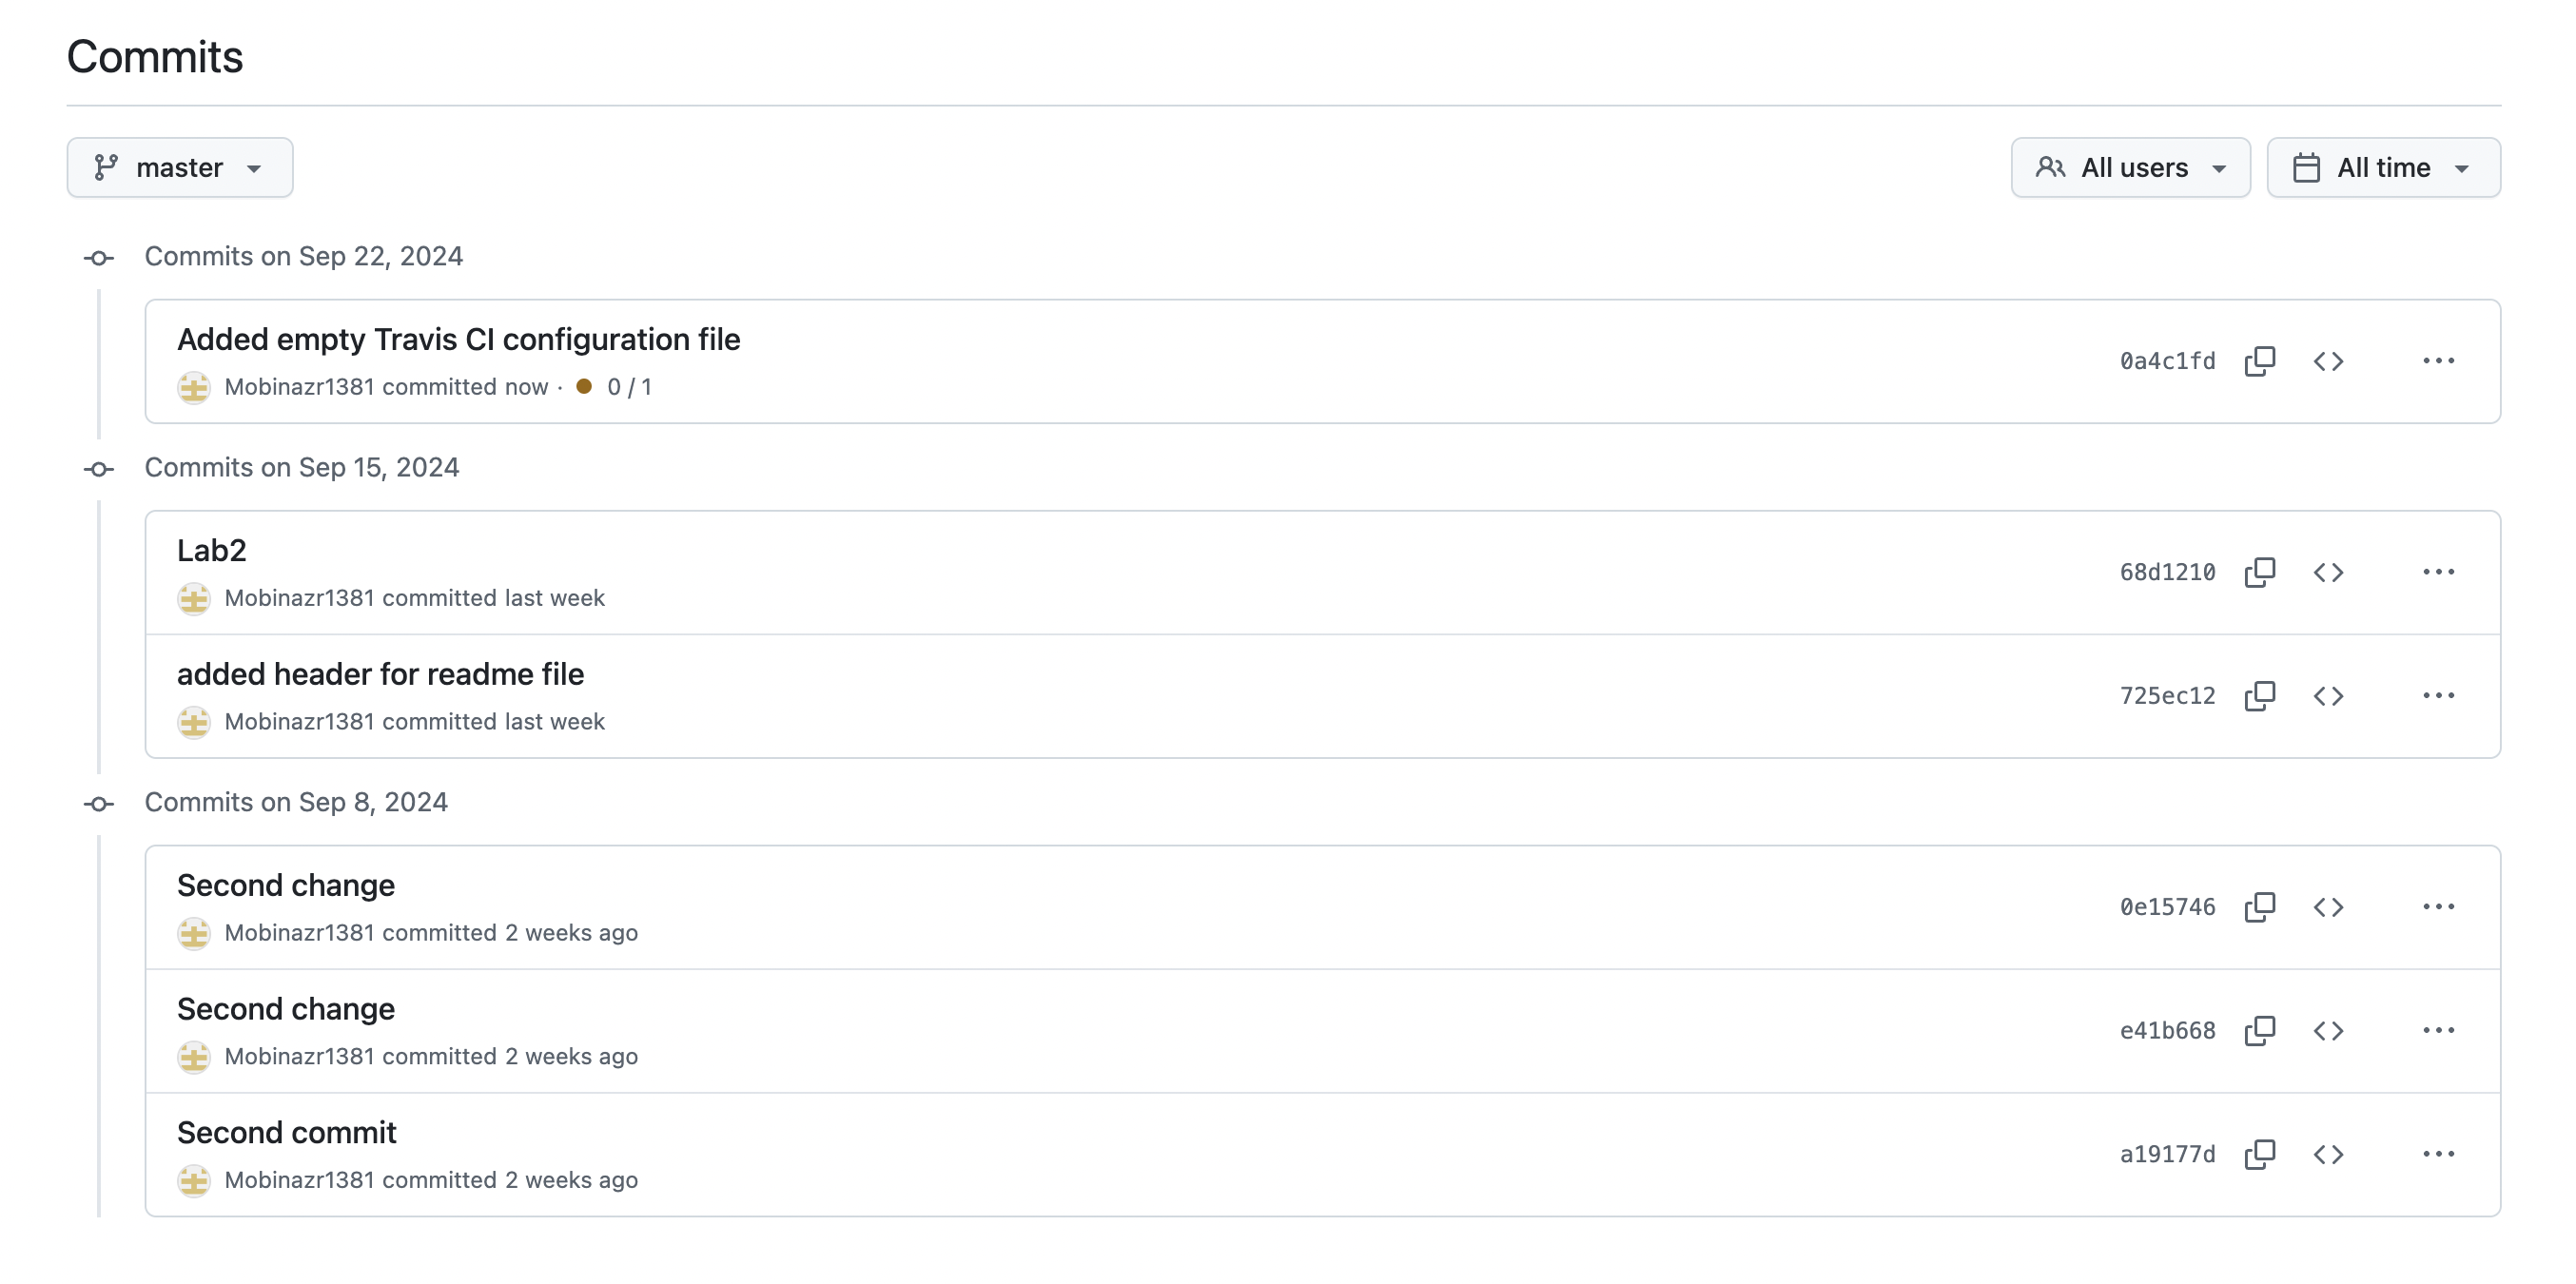 Commits
master
All users
All time
Commits on Sep 22, 2024
Added empty Travis CI configuration file
Mobinazr1381 committed now · 0 / 1
0a4c1fd
Commits on Sep 15, 2024
Lab2
Mobinazr1381 committed last week
68d1210
added header for readme file
Mobinazr1381 committed last week
725ec12
Commits on Sep 8, 2024
Second change
Mobinazr1381 committed 2 weeks ago
0e15746
Second change
Mobinazr1381 committed 2 weeks ago
e41b668
Second commit
Mobinazr1381 committed 2 weeks ago
a19177d